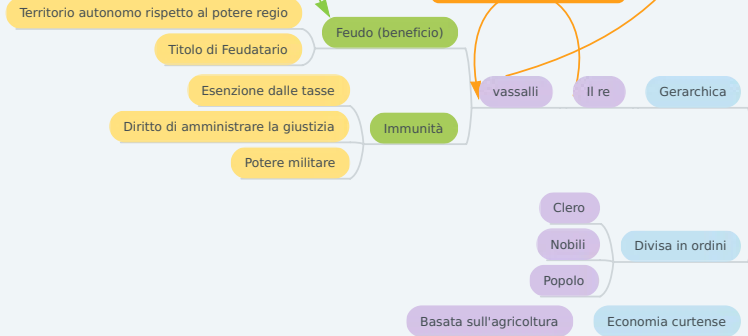 Territorio autonomo rispetto al potere regio
Feudo (beneficio)
Titolo di Feudatario
Esenzione dalle tasse
vassalli
Il re
Gerarchica
Diritto di amministrare la giustizia
Immunità
Potere militare
Clero
Nobili
Divisa in ordini
Popolo
Basata sull'agricoltura
Economia curtense